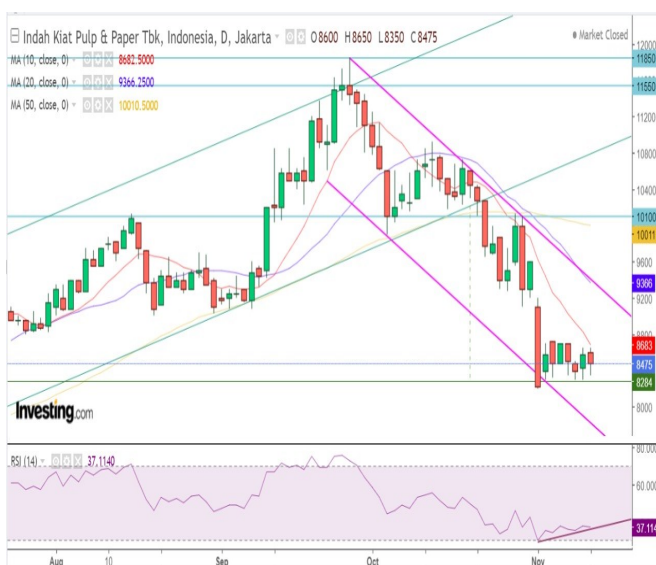 Indah Kiat Pulp & Paper Tbk, Indonesia, D, Jakarta O8600 H8650 L8350 C8475
Market Closed
MA (10, close, 0) 8682.5000
MA (20, close, 0) 9366.2500
MA (50, close, 0) 10010.5000
12000
11850
11550
11200
10800
10400
10100
10011
9600
9366
9200
8800
8683
8475
8284
8000
Investing.com
RSI (14) 37.1140
80.000
60.000
37.114
Aug 10 Sep Oct Nov